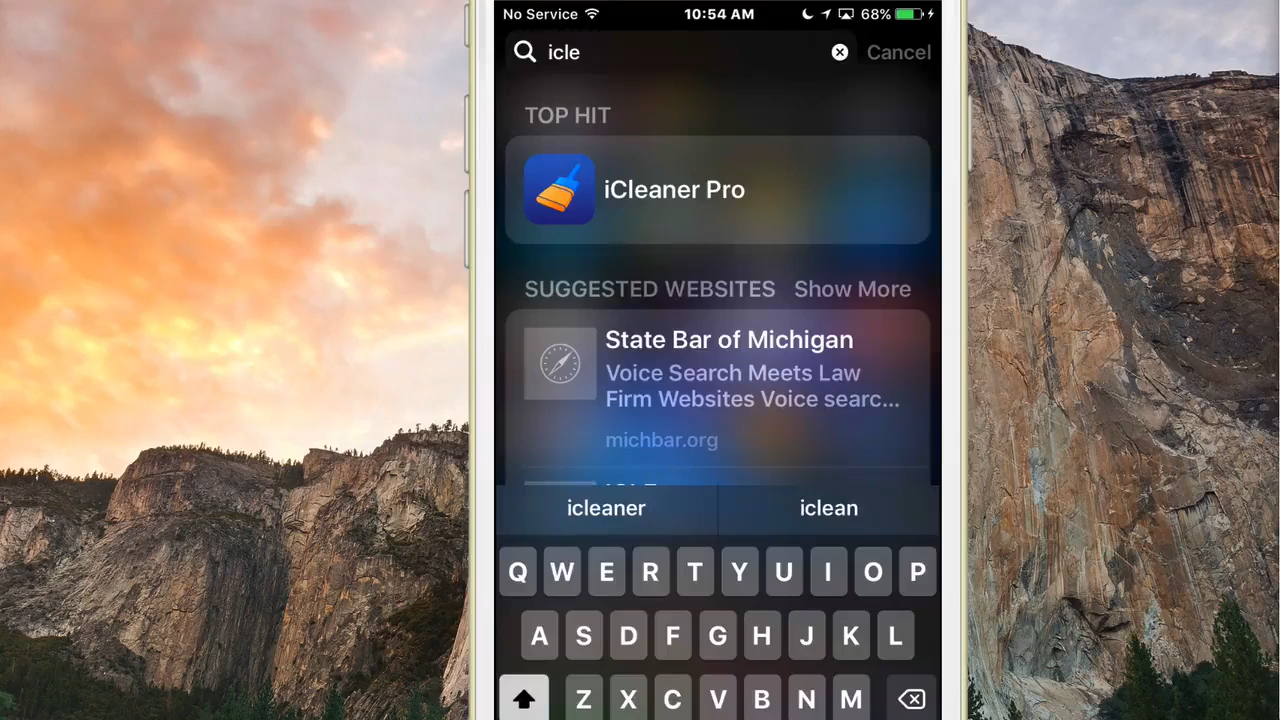 No Service 10:54 AM 68%
icle Cancel
TOP HIT
iCleaner Pro
SUGGESTED WEBSITES Show More
State Bar of Michigan
Voice Search Meets Law
Firm Websites Voice searc...
michbar.org
icleaner iclean
Q W E R T Y U I O P
A S D F G H J K L
Z X C V B N M